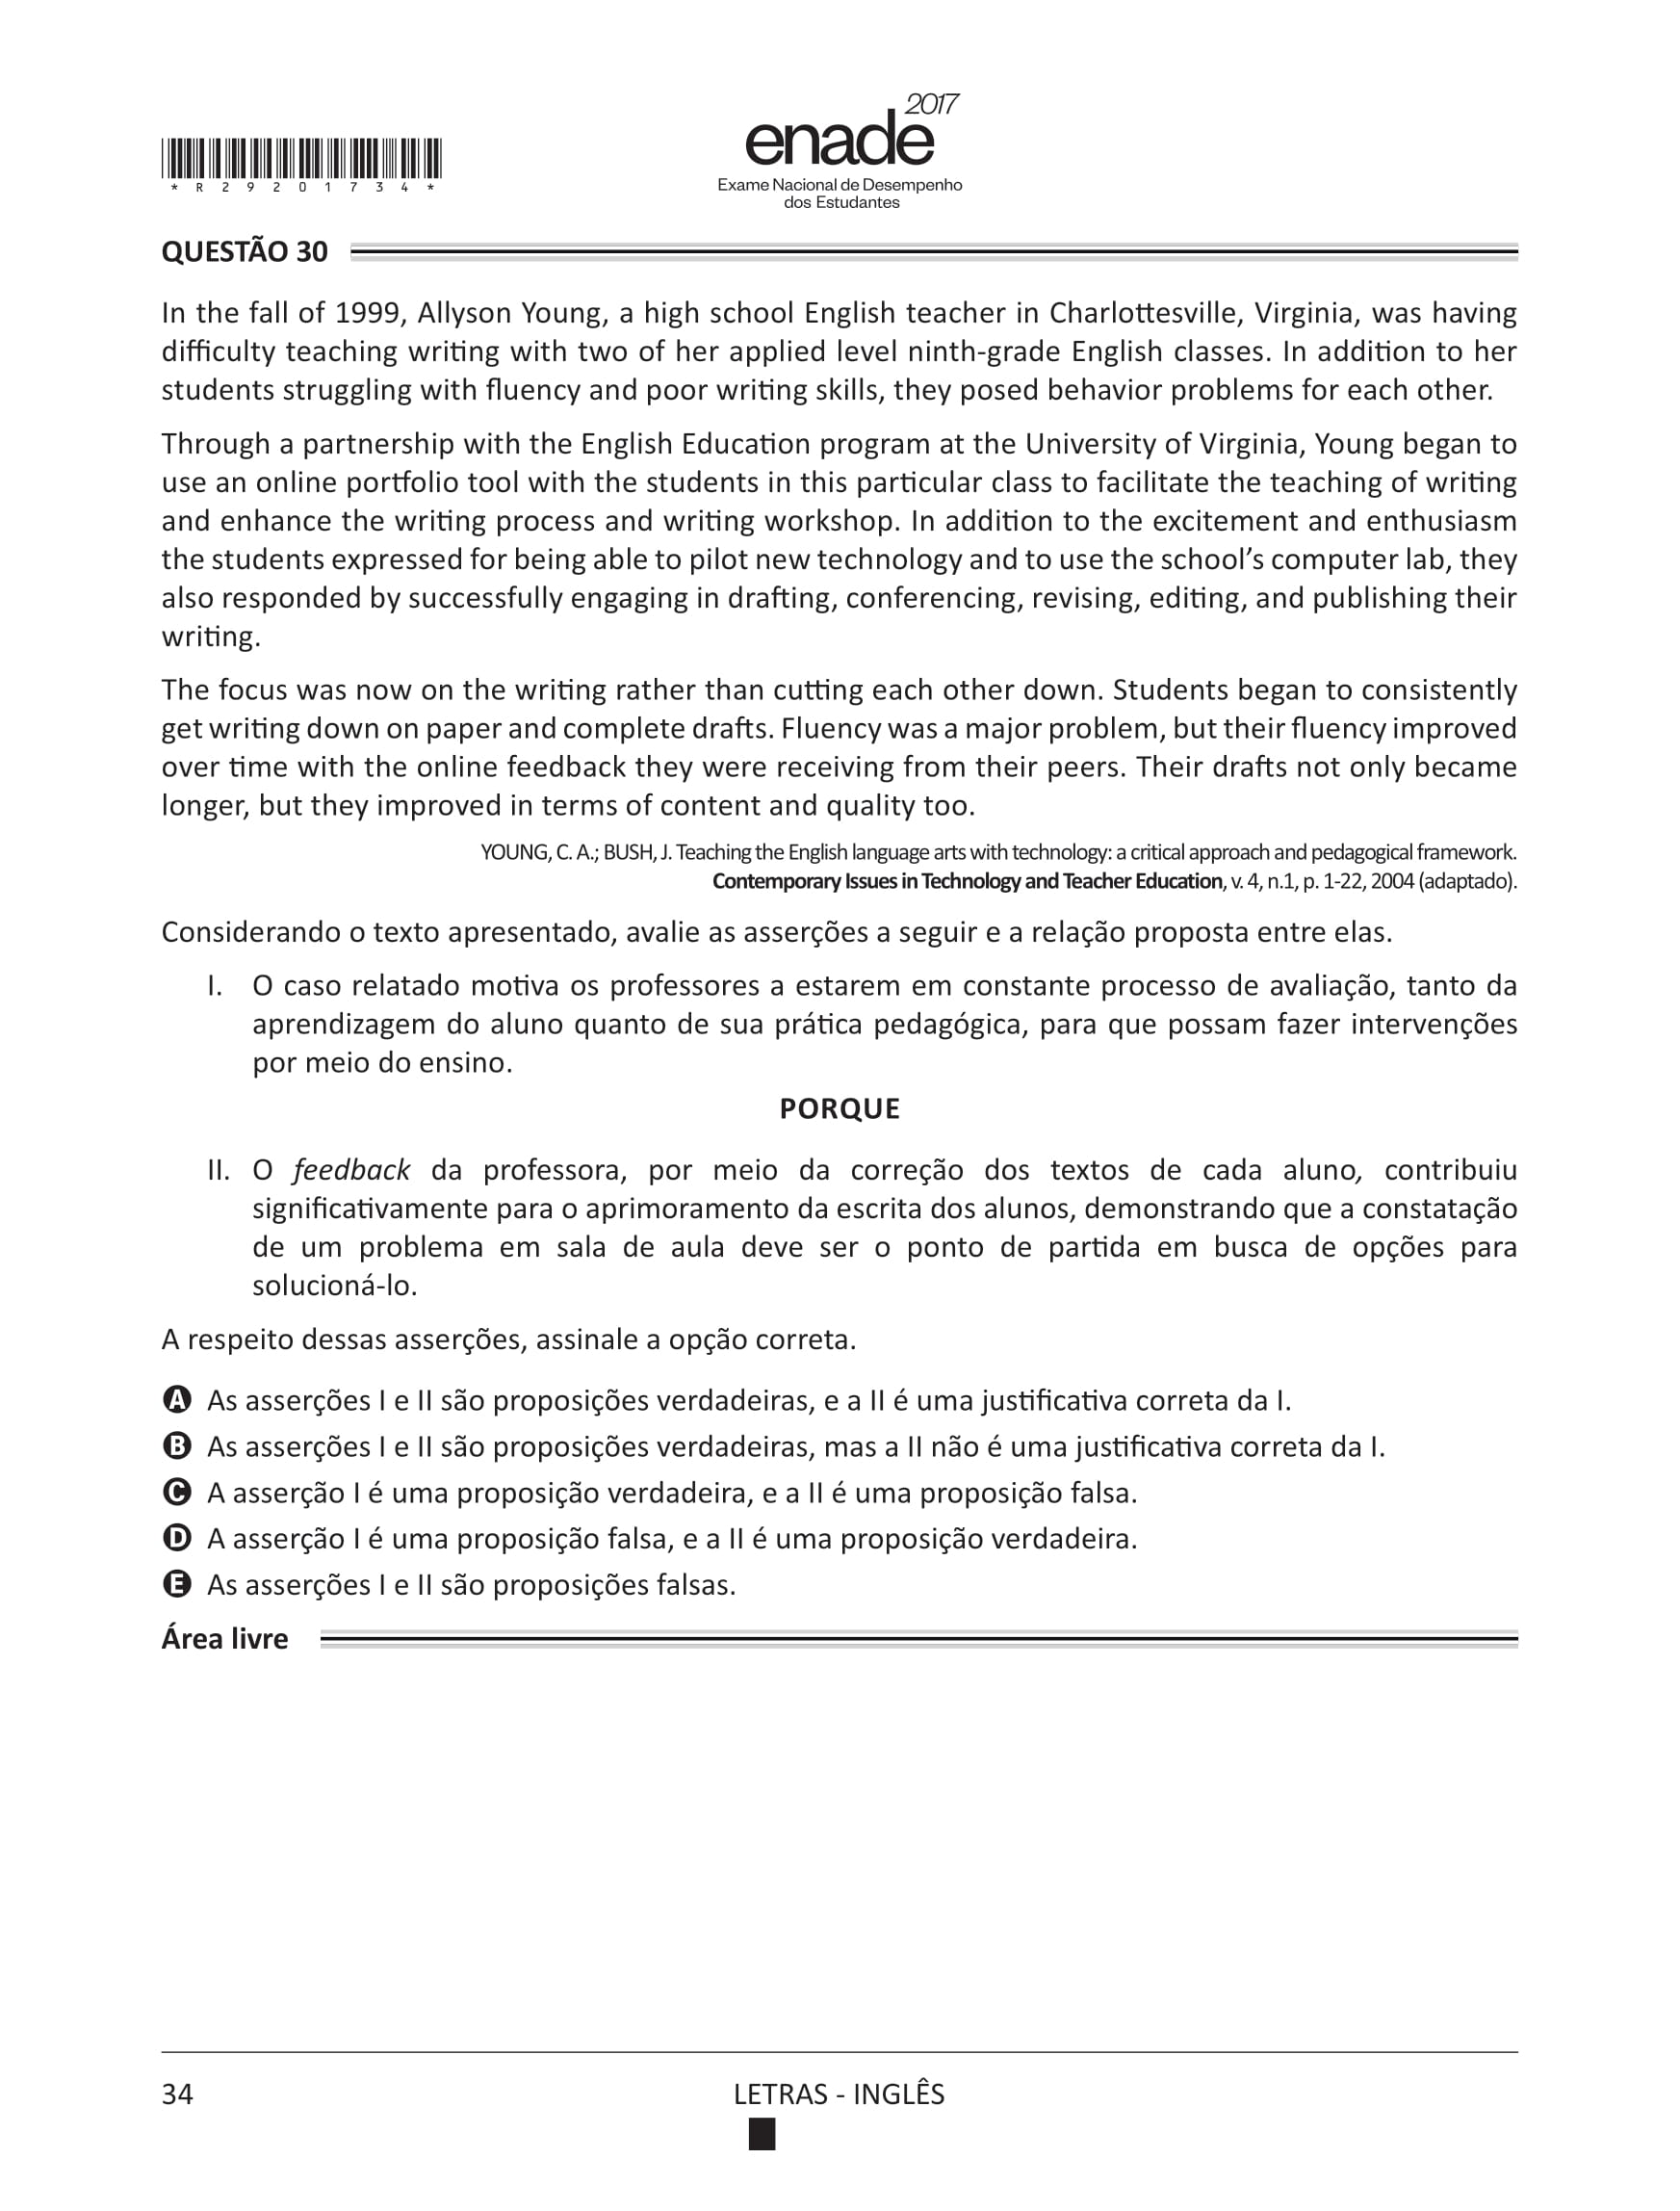 2017
enade
Exame Nacional de Desempenho
dos Estudantes
* R 2 9 2 0 1 7 3 4 *
QUESTÃO 30
In the fall of 1999, Allyson Young, a high school English teacher in Charlottesville, Virginia, was having
difficulty teaching writing with two of her applied level ninth-grade English classes. In addition to her
students struggling with fluency and poor writing skills, they posed behavior problems for each other.
Through a partnership with the English Education program at the University of Virginia, Young began to
use an online portfolio tool with the students in this particular class to facilitate the teaching of writing
and enhance the writing process and writing workshop. In addition to the excitement and enthusiasm
the students expressed for being able to pilot new technology and to use the school’s computer lab, they
also responded by successfully engaging in drafting, conferencing, revising, editing, and publishing their
writing.
The focus was now on the writing rather than cutting each other down. Students began to consistently
get writing down on paper and complete drafts. Fluency was a major problem, but their fluency improved
over time with the online feedback they were receiving from their peers. Their drafts not only became
longer, but they improved in terms of content and quality too.
YOUNG, C. A.; BUSH, J. Teaching the English language arts with technology: a critical approach and pedagogical framework.
Contemporary Issues in Technology and Teacher Education, v. 4, n.1, p. 1-22, 2004 (adaptado).
Considerando o texto apresentado, avalie as asserções a seguir e a relação proposta entre elas.
I. O caso relatado motiva os professores a estarem em constante processo de avaliação, tanto da
aprendizagem do aluno quanto de sua prática pedagógica, para que possam fazer intervenções
por meio do ensino.
PORQUE
II. O feedback da professora, por meio da correção dos textos de cada aluno, contribuiu
significativamente para o aprimoramento da escrita dos alunos, demonstrando que a constatação
de um problema em sala de aula deve ser o ponto de partida em busca de opções para
solucioná-lo.
A respeito dessas asserções, assinale a opção correta.
A As asserções I e II são proposições verdadeiras, e a II é uma justificativa correta da I.
B As asserções I e II são proposições verdadeiras, mas a II não é uma justificativa correta da I.
C A asserção I é uma proposição verdadeira, e a II é uma proposição falsa.
D A asserção I é uma proposição falsa, e a II é uma proposição verdadeira.
E As asserções I e II são proposições falsas.
Área livre
34
LETRAS - INGLÊS